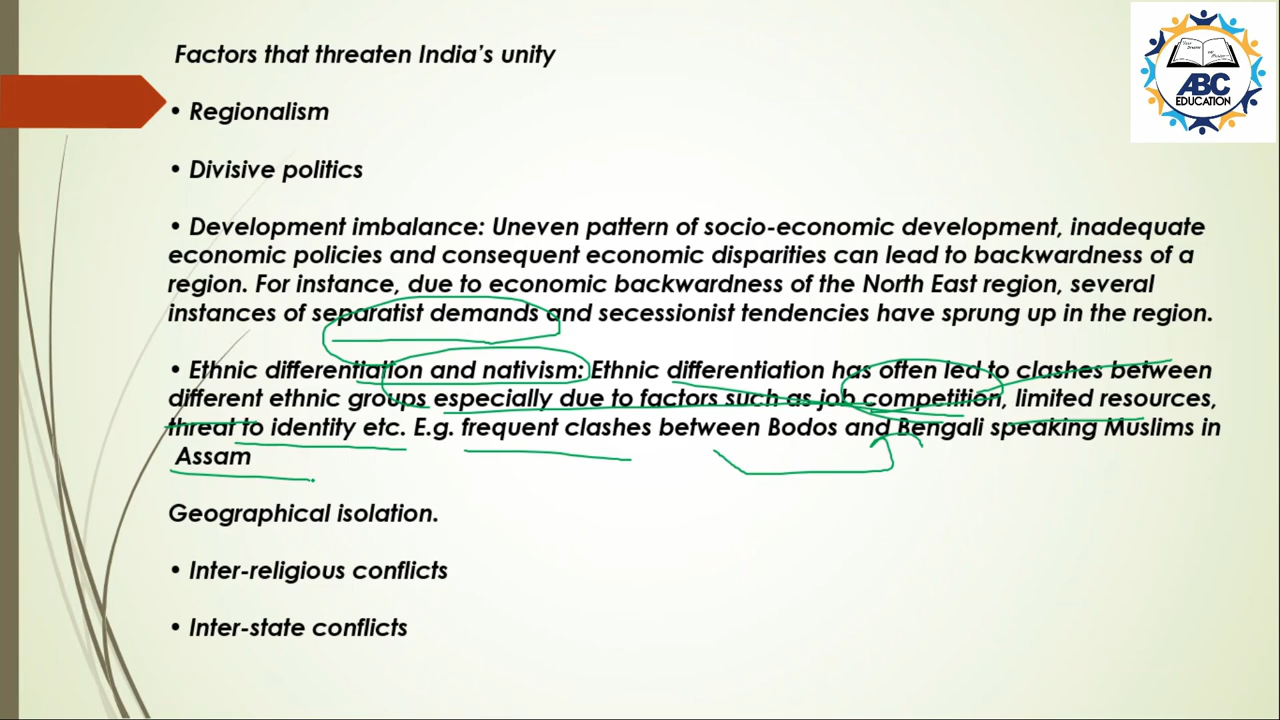 Factors that threaten India's unity
ABC
EDUCATION
• Regionalism
• Divisive politics
• Development imbalance: Uneven pattern of socio-economic development, inadequate
economic policies and consequent economic disparities can lead to backwardness of a
region. For instance, due to economic backwardness of the North East region, several
instances of separatist demands and secessionist tendencies have sprung up in the region.
• Ethnic differentiation and nativism: Ethnic differentiation has often led to clashes between
different ethnic groups especially due to factors such as job competition, limited resources,
threat to identity etc. E.g. frequent clashes between Bodos and Bengali speaking Muslims in
Assam
Geographical isolation.
• Inter-religious conflicts
• Inter-state conflicts